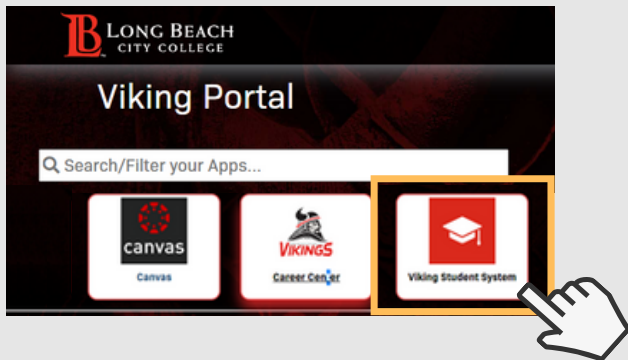 LONG BEACH
CITY COLLEGE
Viking Portal
Search/Filter your Apps...
canvas
Canvas
VIKINGS
Career Center
Viking Student System